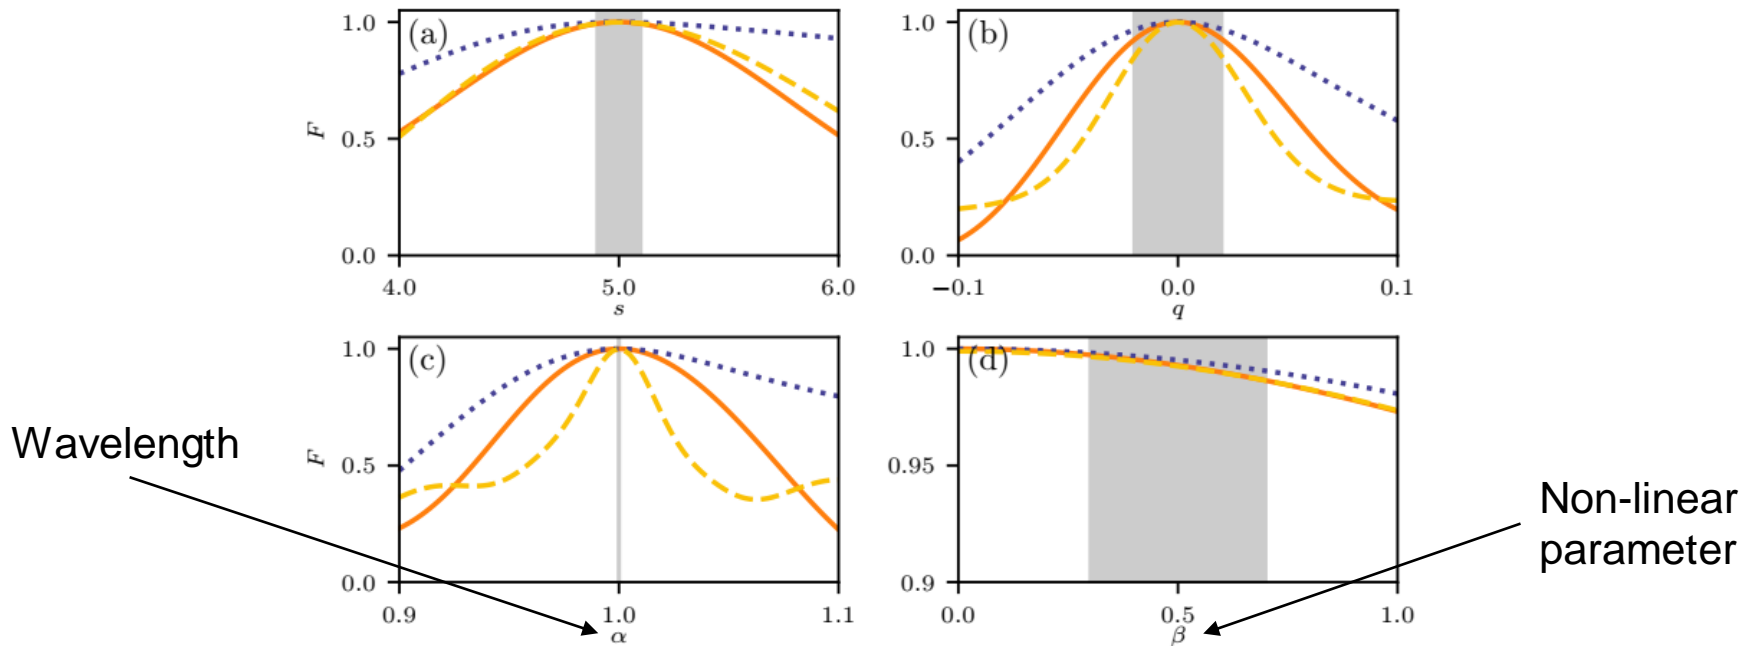 1.0
(a)
F
0.5
0.0
4.0 5.0 6.0
s
1.0
(b)
0.5
0.0
−0.1 0.0 0.1
q
1.0
(c)
F
0.5
0.0
0.9 1.0 1.1
α
1.0
(d)
0.95
0.9
0.0 0.5 1.0
β
Wavelength
Non-linear
parameter